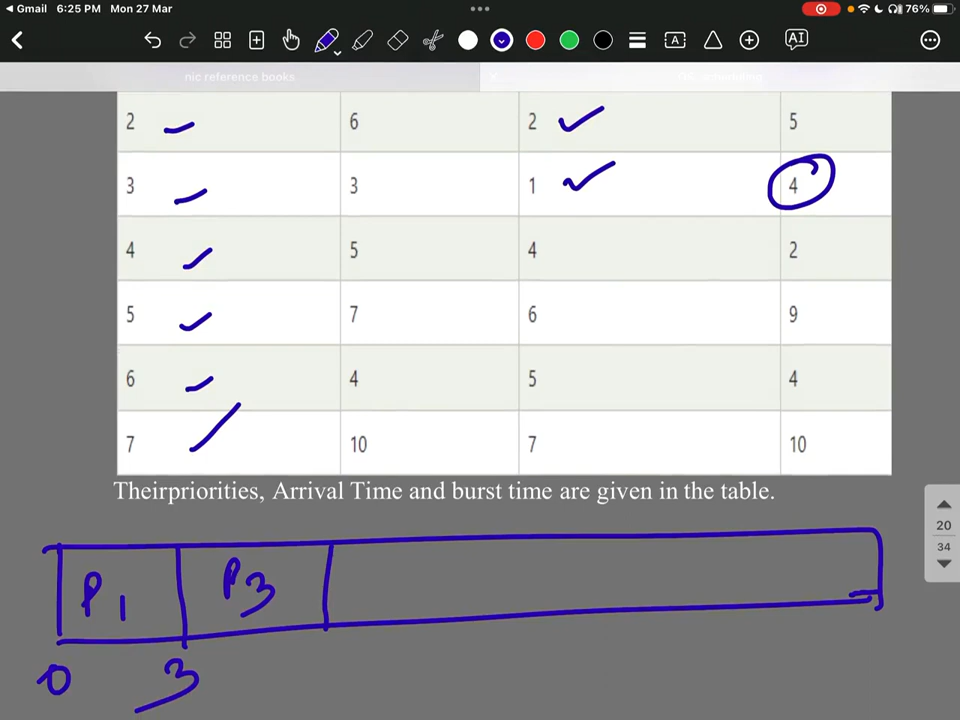 Gmail 6:25 PM Mon 27 Mar 76%
A AI
nic reference books
2 6 2 5
3 3 1 4
4 5 4 2
5 7 6 9
6 4 5 4
7 10 7 10
Theirpriorities, Arrival Time and burst time are given in the table.
20
34
P1 P3
0 3